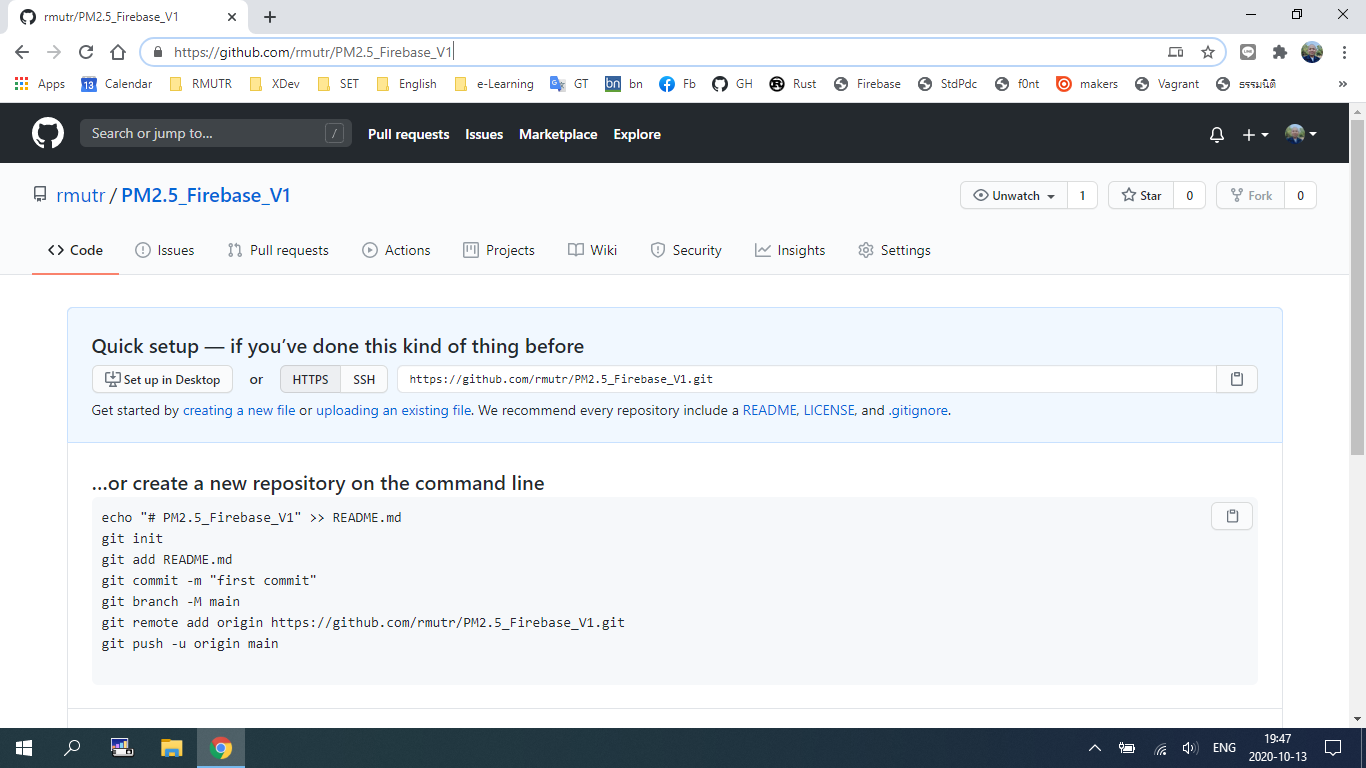 rmutr/PM2.5_Firebase_V1
https://github.com/rmutr/PM2.5_Firebase_V1
Apps 13 Calendar RMUTR XDev SET English e-Learning GT bn bn Fb GH Rust Firebase StdPdc f0nt makers Vagrant ธรรมนิติ »
Search or jump to... / Pull requests Issues Marketplace Explore
rmutr / PM2.5_Firebase_V1 Unwatch 1 Star 0 Fork 0
Code Issues Pull requests Actions Projects Wiki Security Insights Settings
Quick setup — if you’ve done this kind of thing before
Set up in Desktop or HTTPS SSH https://github.com/rmutr/PM2.5_Firebase_V1.git
Get started by creating a new file or uploading an existing file. We recommend every repository include a README, LICENSE, and .gitignore.
…or create a new repository on the command line
echo "# PM2.5_Firebase_V1" >> README.md
git init
git add README.md
git commit -m "first commit"
git branch -M main
git remote add origin https://github.com/rmutr/PM2.5_Firebase_V1.git
git push -u origin main
ENG 19:47
2020-10-13